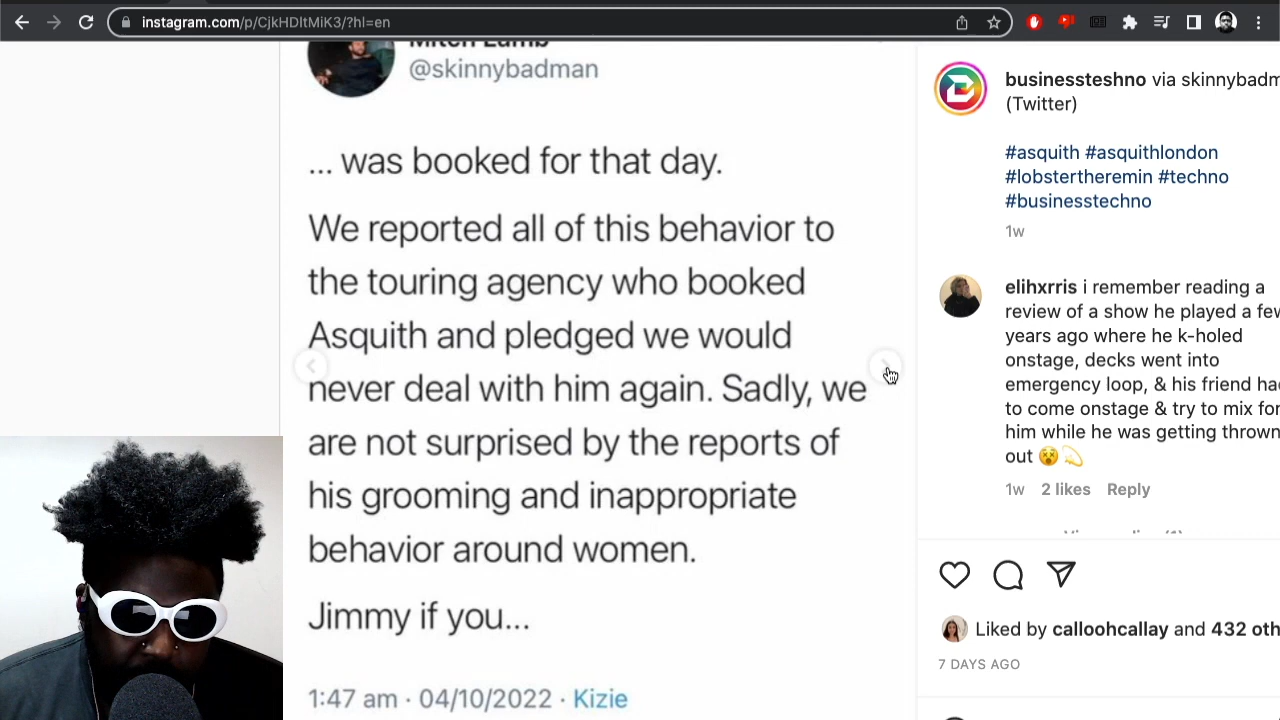 instagram.com/p/CjkHDItMiK3/?hl=en
Mitch Lamb
@skinnybadman
... was booked for that day.
We reported all of this behavior to
the touring agency who booked
Asquith and pledged we would
never deal with him again. Sadly, we
are not surprised by the reports of
his grooming and inappropriate
behavior around women.
Jimmy if you...
1:47 am · 04/10/2022 · Kizie
businessteshno via skinnybadm
(Twitter)
#asquith #asquithlondon
#lobstertheremin #techno
#businesstechno
1w
elihxrris i remember reading a
review of a show he played a few
years ago where he k-holed
onstage, decks went into
emergency loop, & his friend ha
to come onstage & try to mix for
him while he was getting thrown
out 😵💫
1w 2 likes Reply
Liked by calloohcallay and 432 oth
7 DAYS AGO